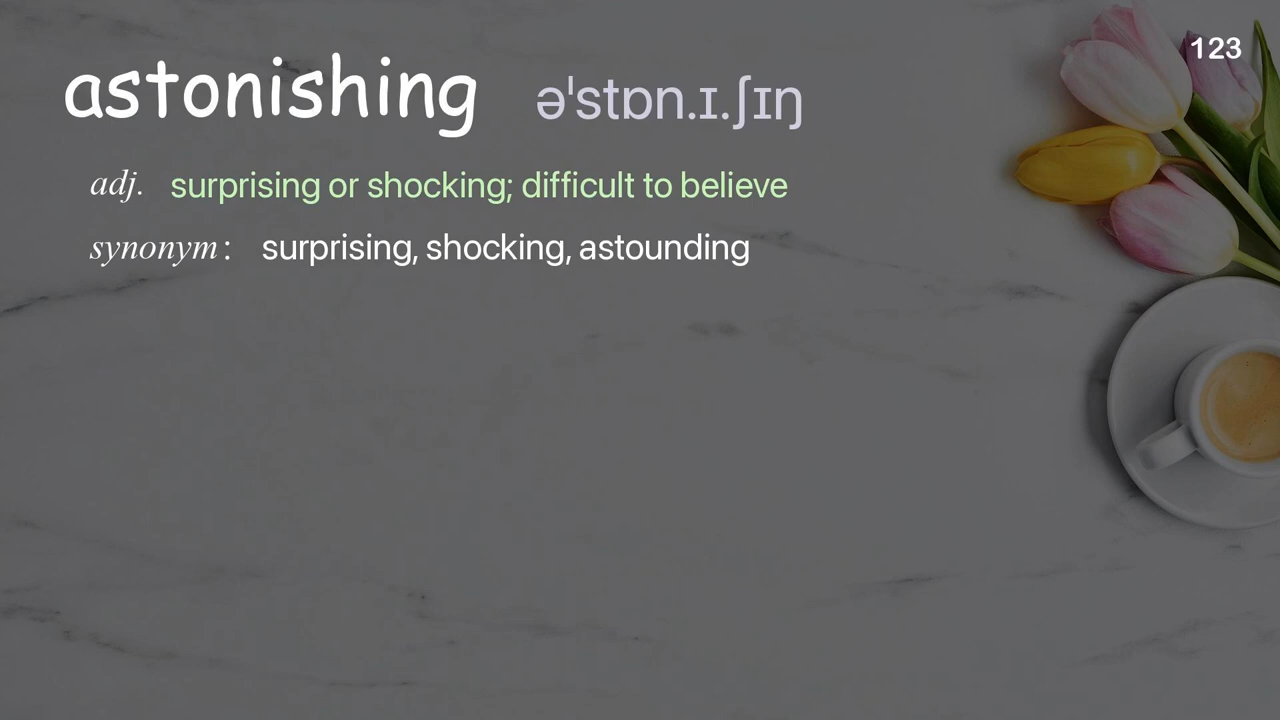 123
astonishing əˈstɒn.ɪ.ʃɪŋ
adj. surprising or shocking; difficult to believe
synonym: surprising, shocking, astounding